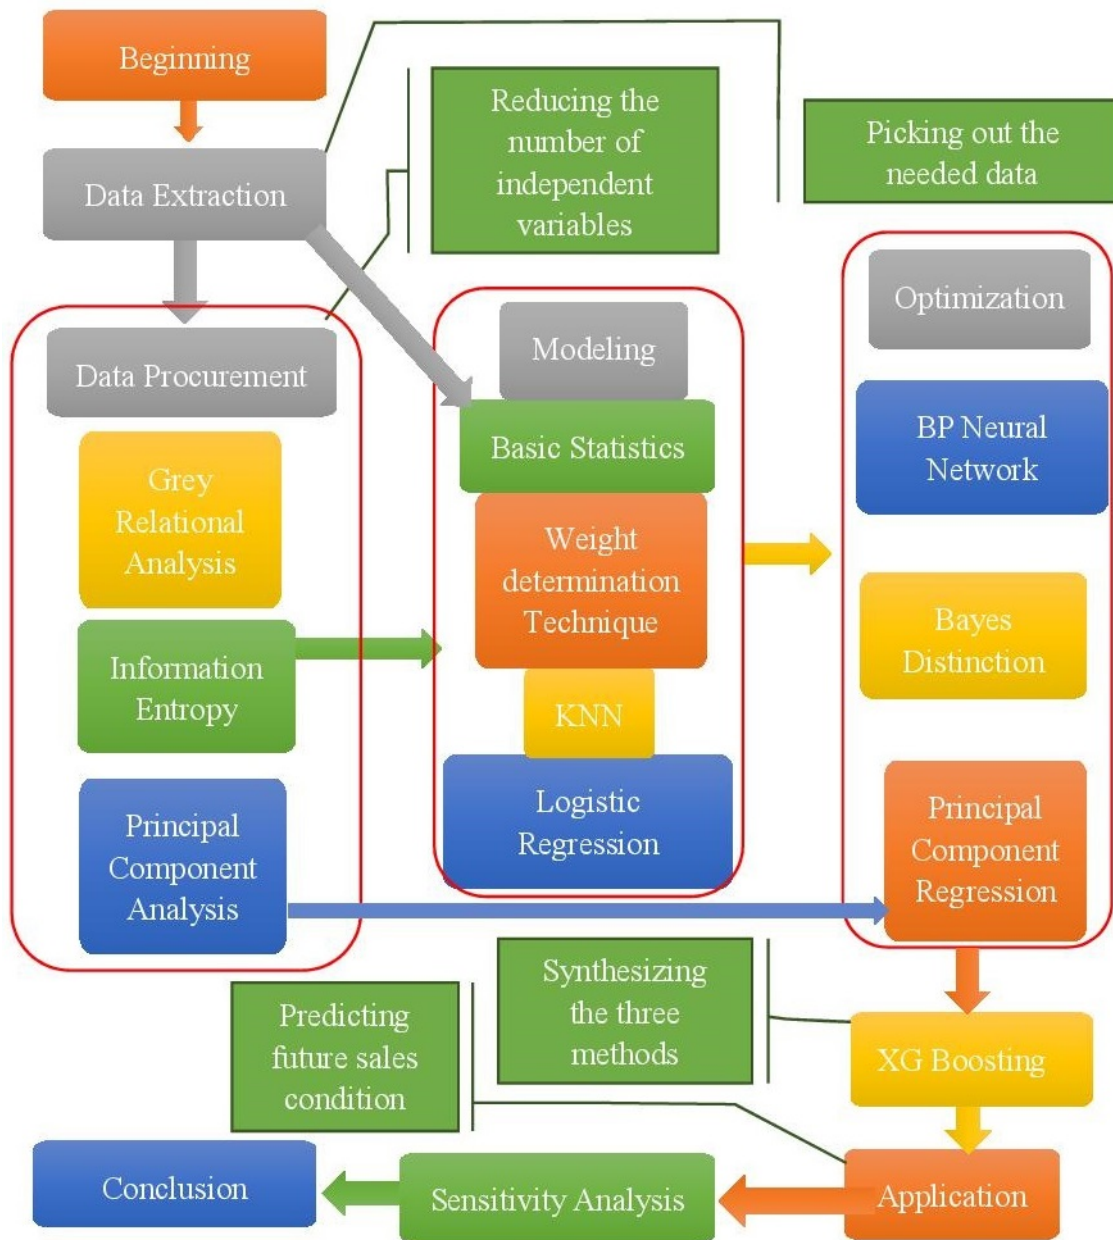 Beginning
Data Extraction
Reducing the
number of
independent
variables
Picking out the
needed data
Data Procurement
Grey
Relational
Analysis
Information
Entropy
Principal
Component
Analysis
Modeling
Basic Statistics
Weight
determination
Technique
KNN
Logistic
Regression
Optimization
BP Neural
Network
Bayes
Distinction
Principal
Component
Regression
Synthesizing
the three
methods
Predicting
future sales
condition
XG Boosting
Application
Sensitivity Analysis
Conclusion